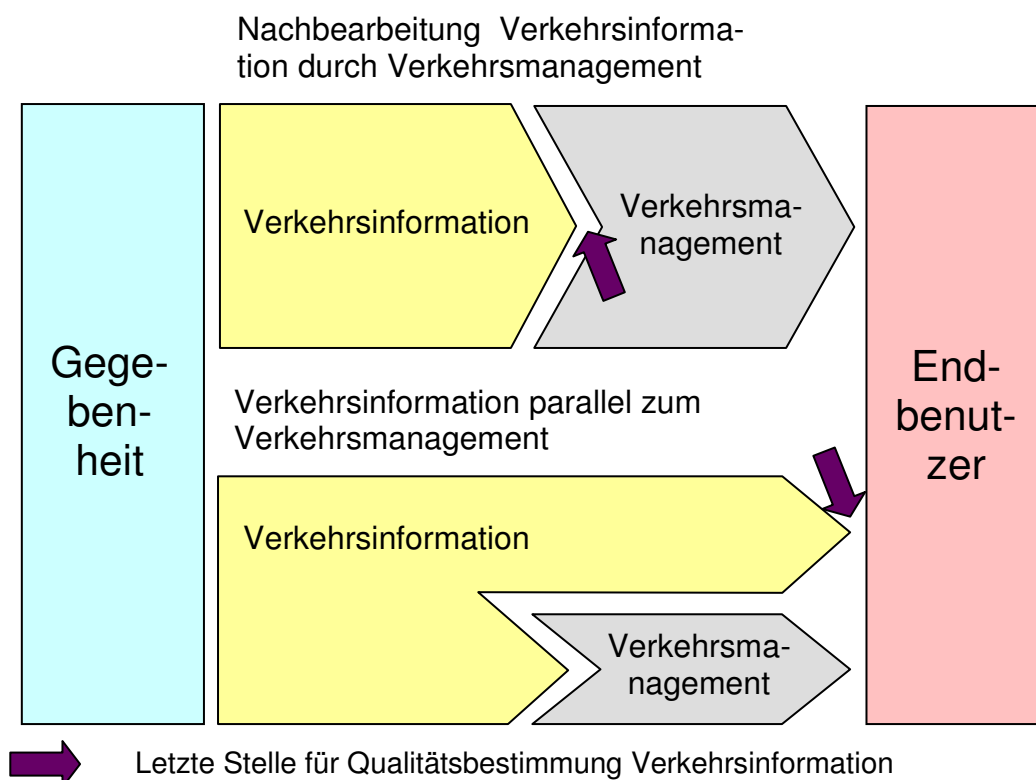 Nachbearbeitung  Verkehrsinforma-
tion durch Verkehrsmanagement
Verkehrsinformation
Verkehrsma-
nagement
Gege-
ben-
heit
End-
benut-
zer
Verkehrsinformation parallel zum
Verkehrsmanagement
Verkehrsinformation
Verkehrsma-
nagement
Letzte Stelle für Qualitätsbestimmung Verkehrsinformation